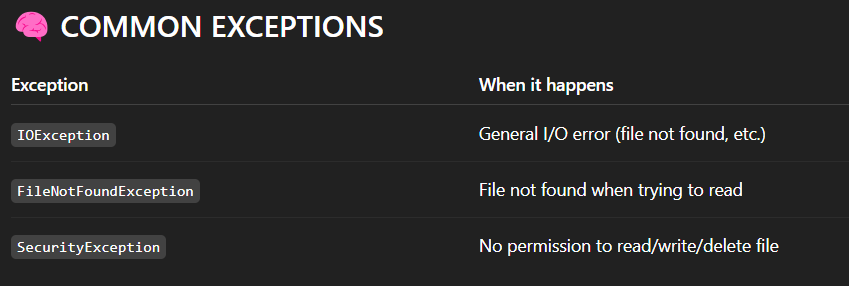 🧠 COMMON EXCEPTIONS
Exception When it happens
IOException General I/O error (file not found, etc.)
FileNotFoundException File not found when trying to read
SecurityException No permission to read/write/delete file